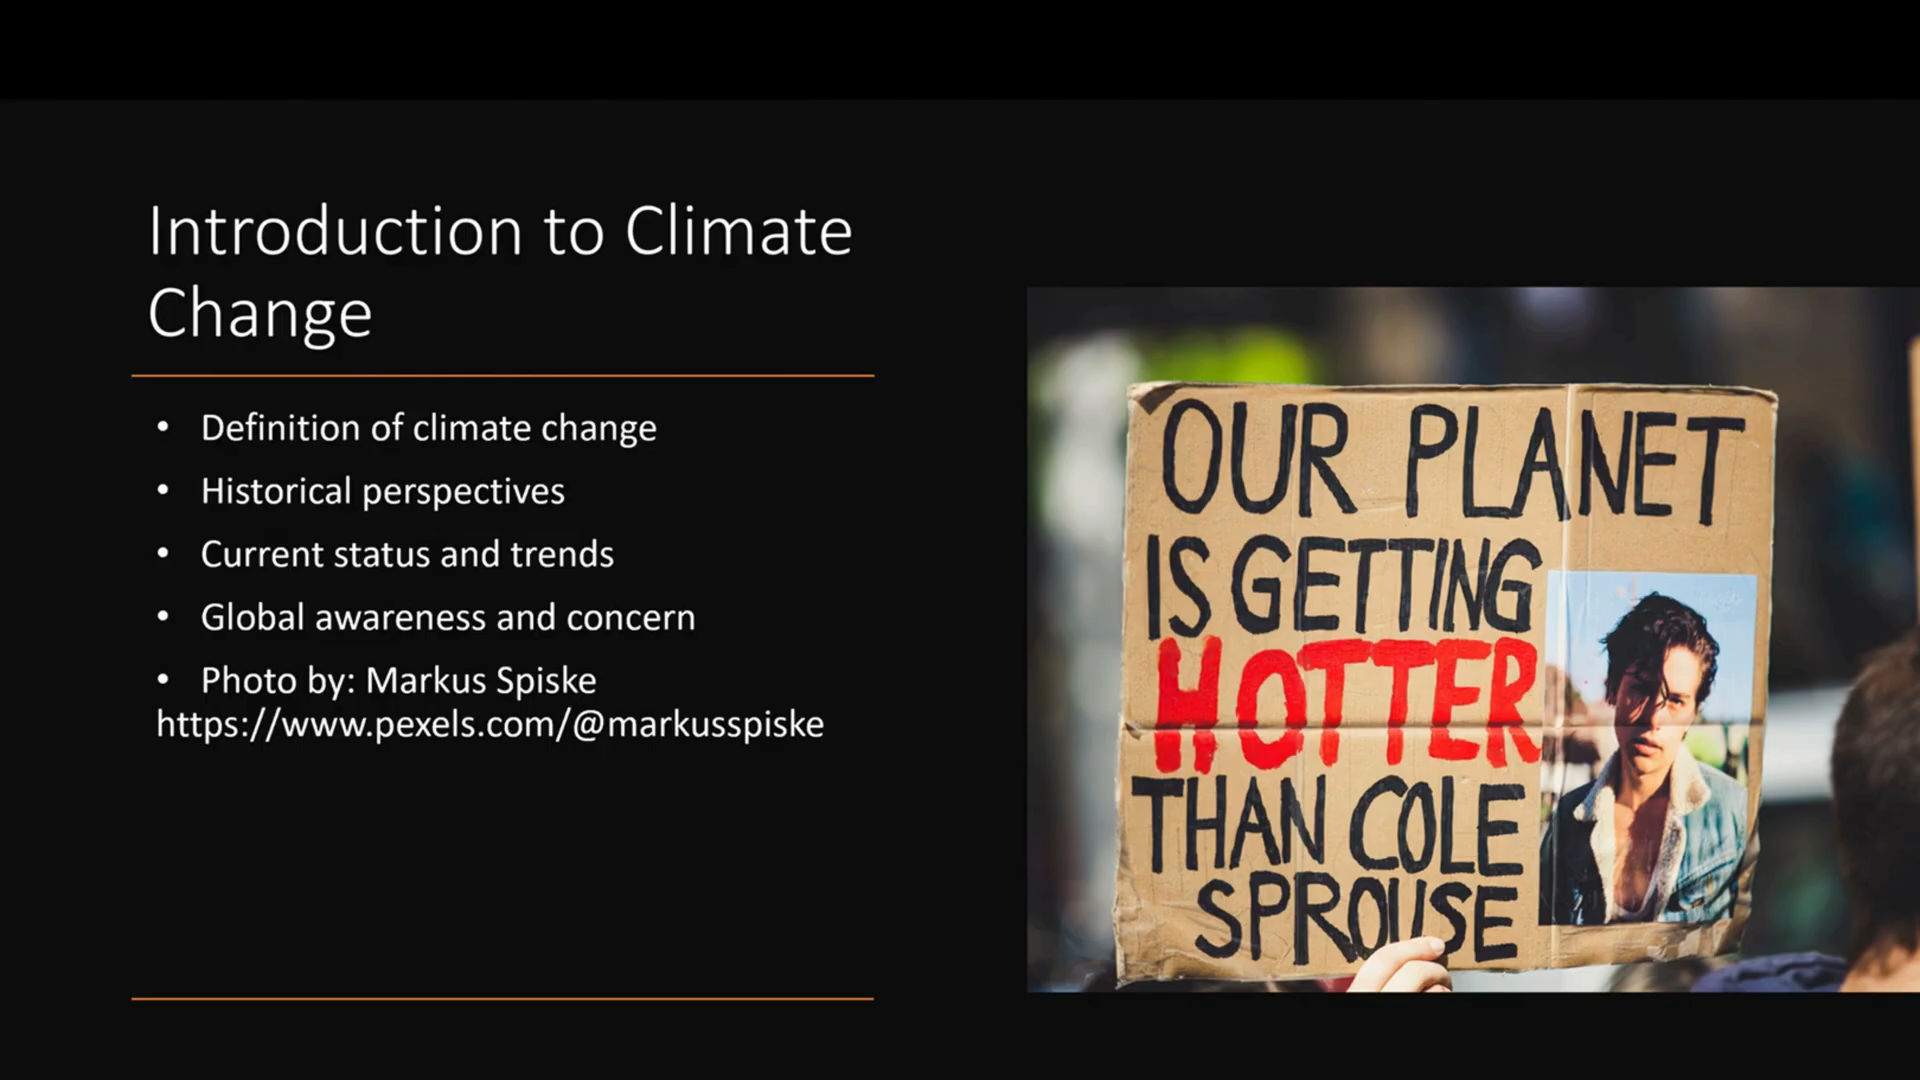 Introduction to Climate
Change
• Definition of climate change
• Historical perspectives
• Current status and trends
• Global awareness and concern
• Photo by: Markus Spiske
https://www.pexels.com/@markusspiske
OUR PLANET
IS GETTING
HOTTER
THAN COLE
SPROUSE